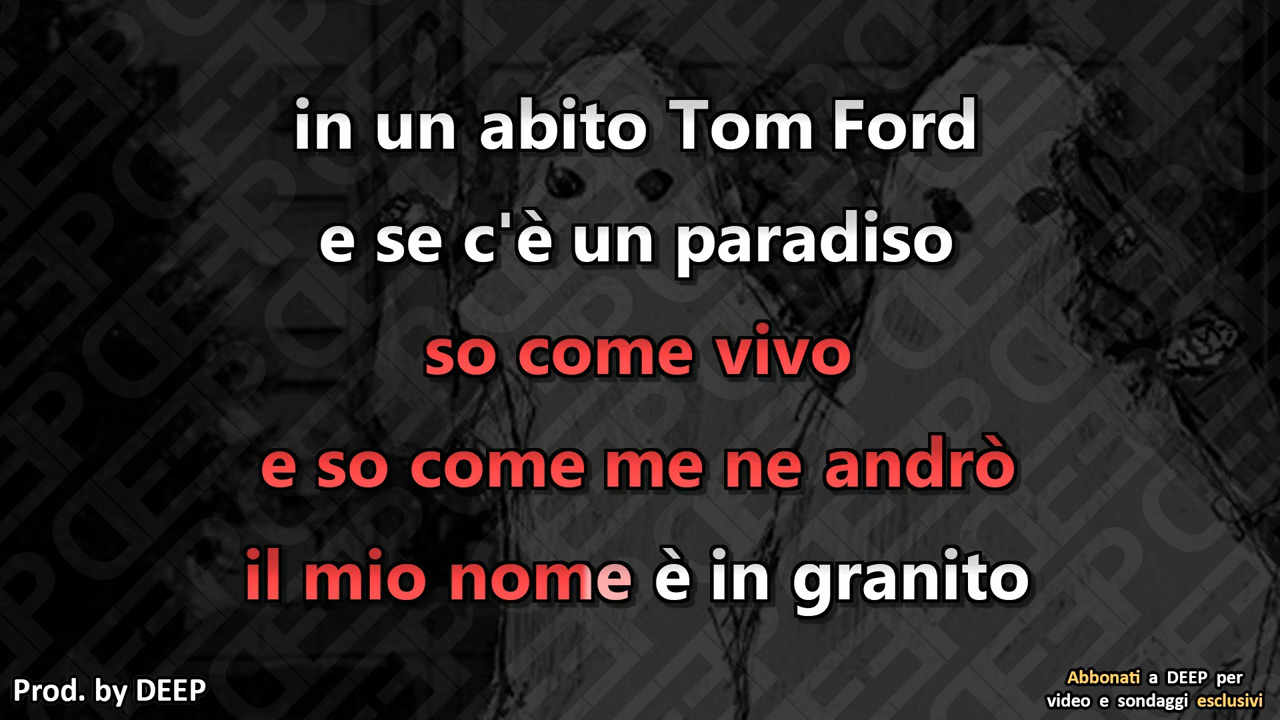 in un abito Tom Ford
e se c'è un paradiso
so come vivo
e so come me ne andrò
il mio nome è in granito
Prod. by DEEP
Abbonati a DEEP per
video e sondaggi esclusivi